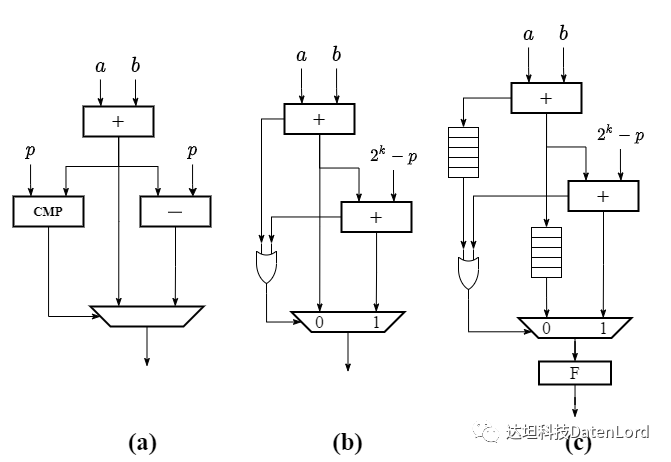 a b
+
p p
CMP −
(a)
a b
+
2^k − p
+
0 1
(b)
a b
+
2^k − p
+
0 1
F
(c)
达坦科技DatenLord